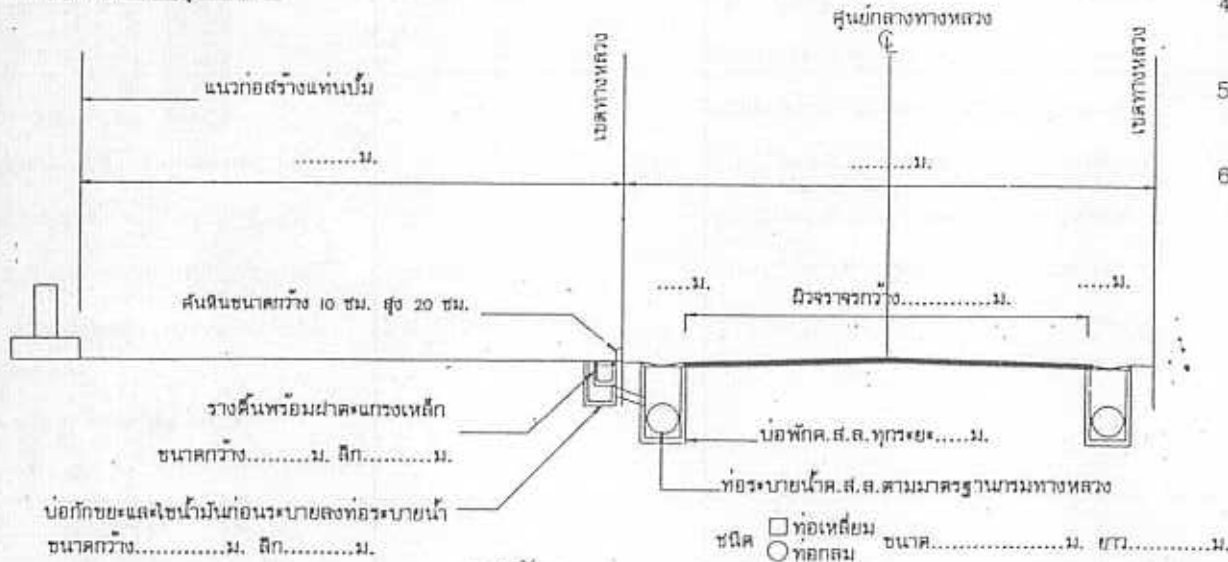 ศูนย์กลางทางหลวง
℄
เขตทางหลวง
เขตทางหลวง
4
5
6
แนวก่อสร้างแท่นปั๊ม
.........ม.
.........ม.
คันหินขนาดกว้าง 10 ซม. สูง 20 ซม.
.....ม.
ผิวจราจรกว้าง...............ม.
.....ม.
รางตื้นพร้อมฝาตะแกรงเหล็ก
ขนาดกว้าง.........ม. ลึก..........ม.
บ่อพักค.ส.ล.ทุกระยะ.....ม.
ท่อระบายน้ำค.ส.ล.ตามมาตรฐานกรมทางหลวง
บ่อกักขยะและไขน้ำมันก่อนระบายลงท่อระบายน้ำ
ขนาดกว้าง.............ม. ลึก.........ม.
ชนิด □ ท่อเหลี่ยม ขนาด....................ม. ยาว............ม.
○ ท่อกลม